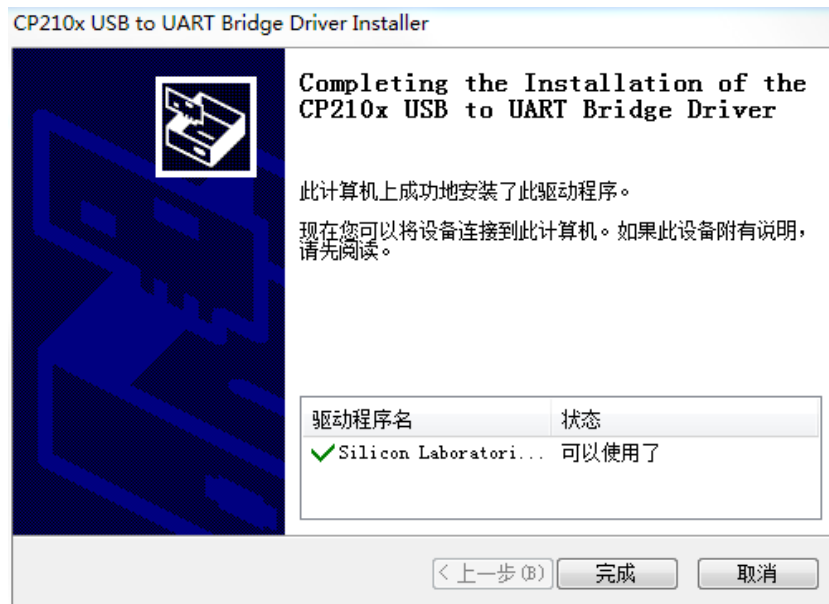 CP210x USB to UART Bridge Driver Installer
Completing the Installation of the
CP210x USB to UART Bridge Driver
此计算机上成功地安装了此驱动程序。
现在您可以将设备连接到此计算机。如果此设备附有说明，
请先阅读。
驱动程序名 状态
Silicon Laboratori... 可以使用了
< 上一步(B) 完成 取消